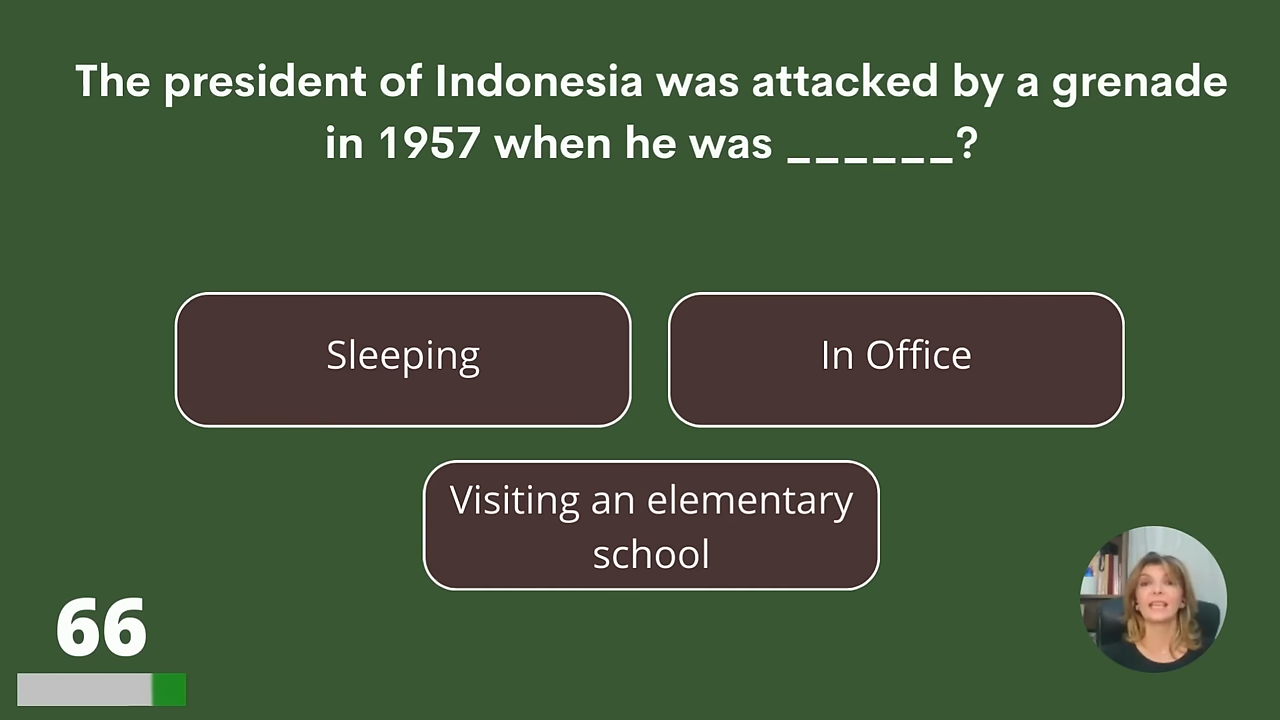 The president of Indonesia was attacked by a grenade
in 1957 when he was ______?
Sleeping
In Office
Visiting an elementary
school
66